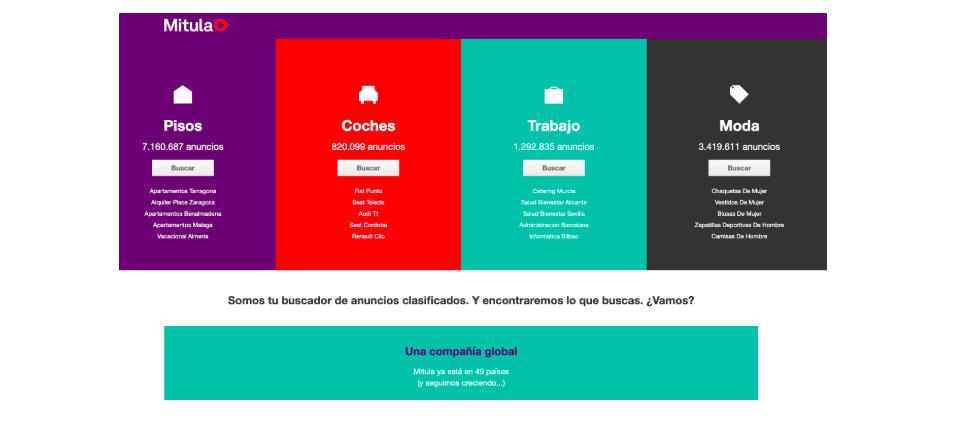 Mitula
Pisos
7.160.687 anuncios
Buscar
Apartamentos Tarragona
Alquiler Pisos Zaragoza
Apartamentos Benalmadena
Apartamentos Malaga
Vacacional Almeria
Coches
820.099 anuncios
Buscar
Fiat Punto
Seat Toledo
Audi Tt
Seat Cordoba
Renault Clio
Trabajo
1.292.835 anuncios
Buscar
Catering Murcia
Salud Bienestar Alicante
Salud Bienestar Sevilla
Administracion Barcelona
Informatica Bilbao
Moda
3.419.611 anuncios
Buscar
Chaquetas De Mujer
Vestidos De Mujer
Blusas De Mujer
Zapatillas Deportivas De Hombre
Camisas De Hombre
Somos tu buscador de anuncios clasificados. Y encontraremos lo que buscas. ¿Vamos?
Una compañía global
Mitula ya está en 49 países
(y seguimos creciendo...)